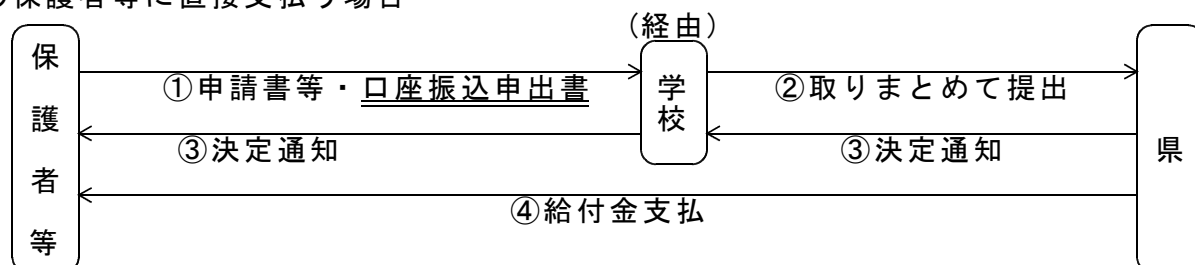 保護者等に直接支払う場合
(経由)
保護者等
①申請書等・口座振込申出書
学校
②取りまとめて提出
③決定通知
③決定通知
県
④給付金支払